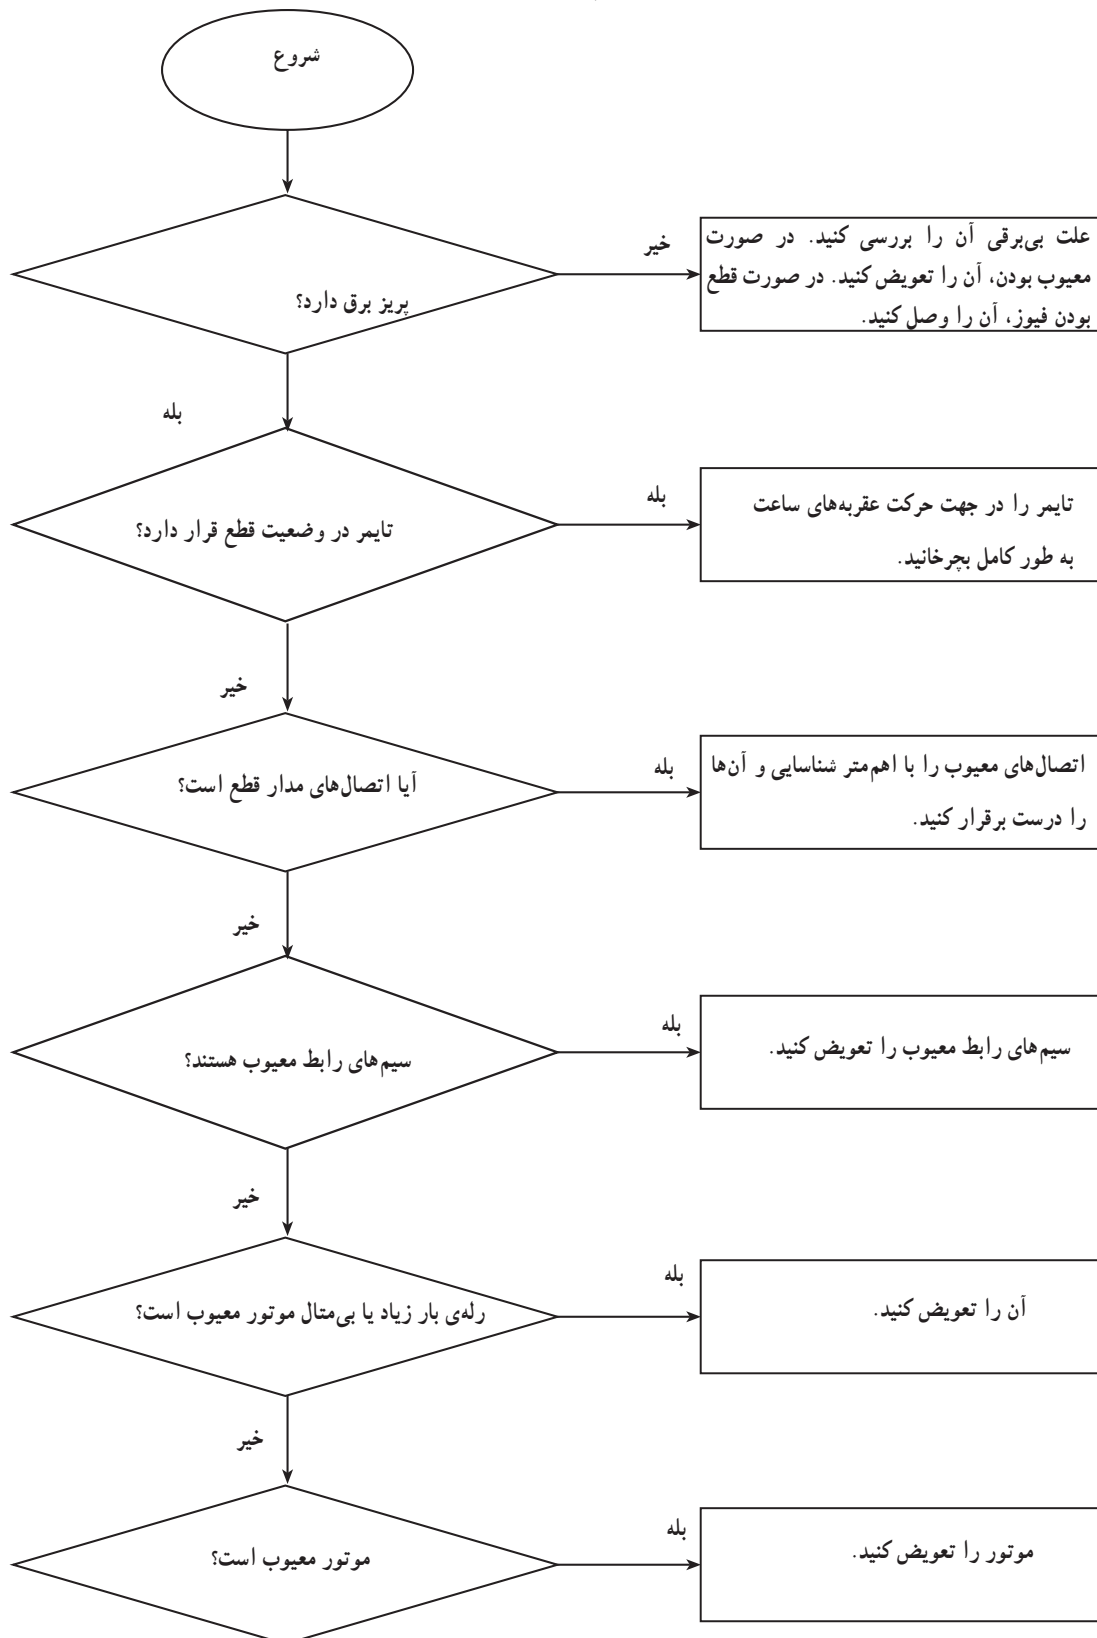 شروع
پریز برق دارد؟
خیر
علت بی‌برقی آن را بررسی کنید. در صورت
معیوب بودن، آن را تعویض کنید. در صورت قطع
بودن فیوز، آن را وصل کنید.
بله
تایمر در وضعیت قطع قرار دارد؟
بله
تایمر را در جهت حرکت عقربه‌های ساعت
به طور کامل بچرخانید.
خیر
آیا اتصال‌های مدار قطع است؟
بله
اتصال‌های معیوب را با اهم‌متر شناسایی و آن‌ها
را درست برقرار کنید.
خیر
سیم‌های رابط معیوب هستند؟
بله
سیم‌های رابط معیوب را تعویض کنید.
خیر
رله‌ی بار زیاد یا بی‌متال موتور معیوب است؟
بله
آن را تعویض کنید.
خیر
موتور معیوب است؟
بله
موتور را تعویض کنید.